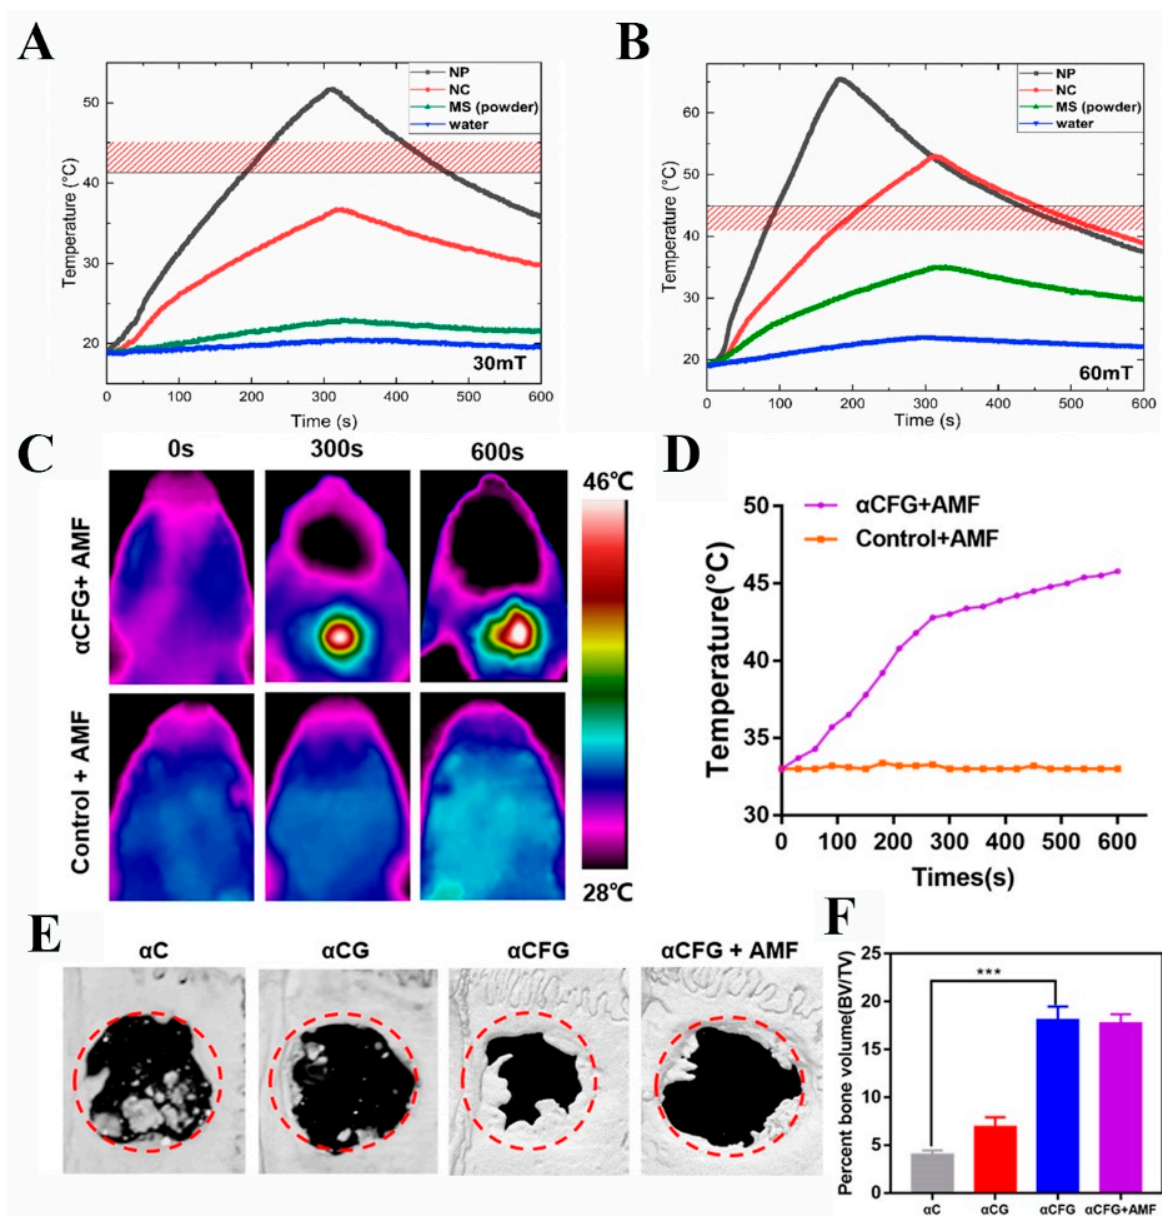 A
B
NP
NC
MS (powder)
water
Temperature (°C)
50
40
30
20
0
100
200
300
400
500
600
Time (s)
30mT
NP
NC
MS (powder)
water
Temperature (°C)
60
50
40
30
20
0
100
200
300
400
500
600
Time (s)
60mT
C
0s
300s
600s
αCFG+ AMF
Control + AMF
46℃
28℃
D
αCFG+AMF
Control+AMF
Temperature(°C)
50
45
40
35
30
0
100
200
300
400
500
600
Times(s)
E
αC
αCG
αCFG
αCFG + AMF
F
Percent bone volume(BV/TV)
25
20
15
10
5
0
***
αC
αCG
αCFG
αCFG+AMF